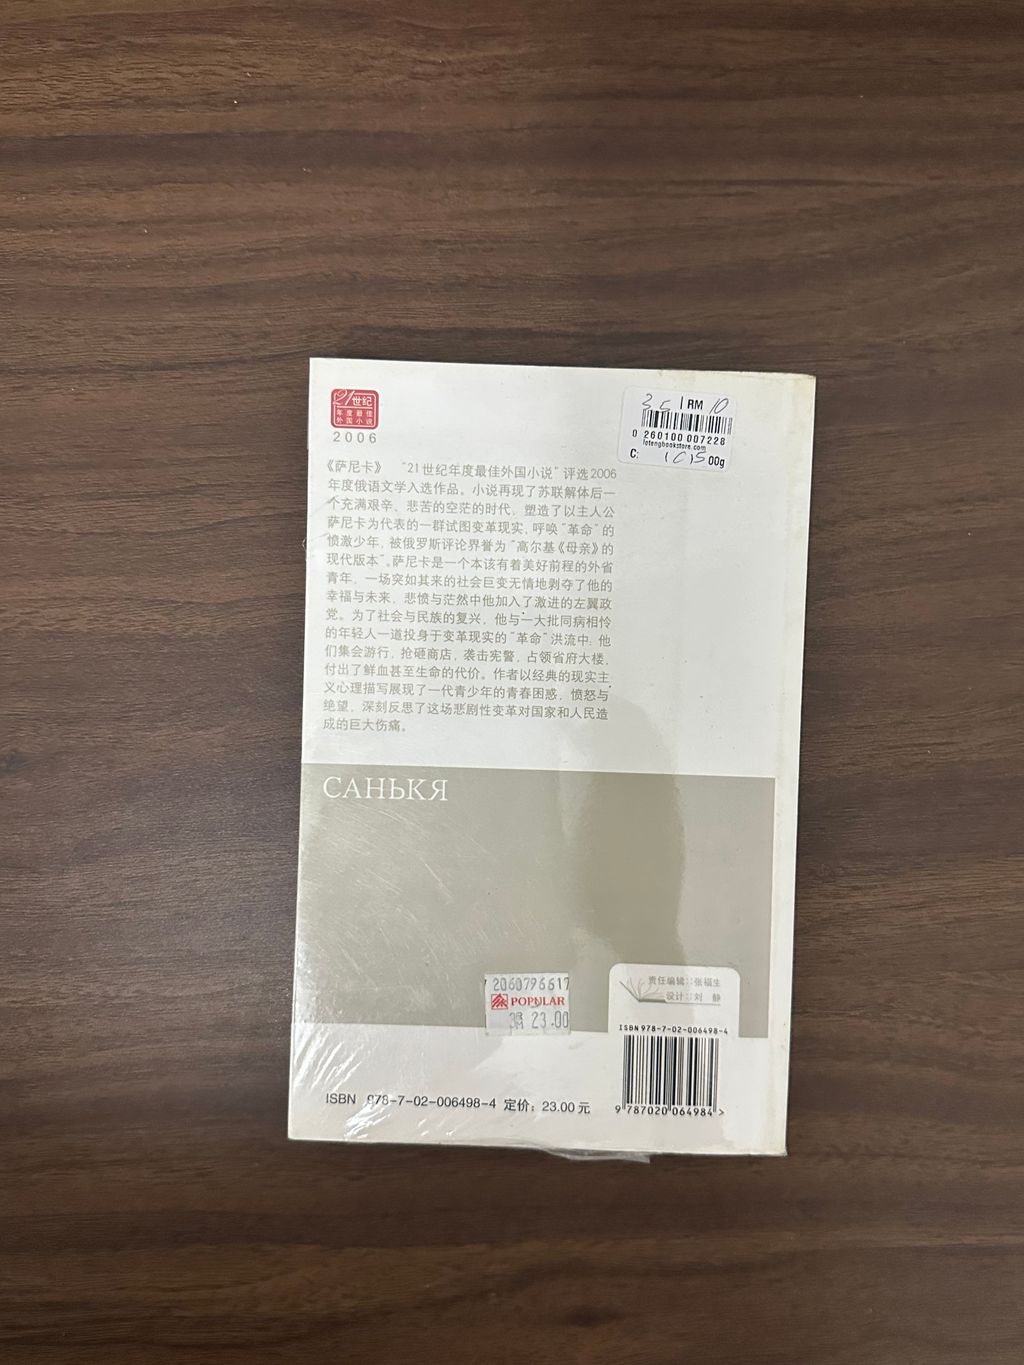 21世纪
年度最佳
外国小说
2006
RM 10
0 260100 007228
lotengbookstore.com
C: 00g
《萨尼卡》 “21世纪年度最佳外国小说”评选2006
年度俄语文学入选作品。小说再现了苏联解体后一
个充满艰辛、悲苦的空茫的时代，塑造了以主人公
萨尼卡为代表的一群试图变革现实，呼唤“革命”的
愤激少年，被俄罗斯评论界誉为“高尔基《母亲》的
现代版本”。萨尼卡是一个本该有着美好前程的外省
青年，一场突如其来的社会巨变无情地剥夺了他的
幸福与未来，悲愤与茫然中他加入了激进的左翼政
党。为了社会与民族的复兴，他与一大批同病相怜
的年轻人一道投身于变革现实的“革命”洪流中，他
们集会游行，抢砸商店，袭击宪警，占领省府大楼，
付出了鲜血甚至生命的代价。作者以经典的现实主
义心理描写展现了一代青少年的青春困惑，愤怒与
绝望，深刻反思了这场悲剧性变革对国家和人民造
成的巨大伤痛。
САНЬКЯ
2060796617
POPULAR
23.00
责任编辑：张福生
设计：刘 静
ISBN 978-7-02-006498-4
9 787020 064984 >
ISBN 978-7-02-006498-4 定价：23.00元